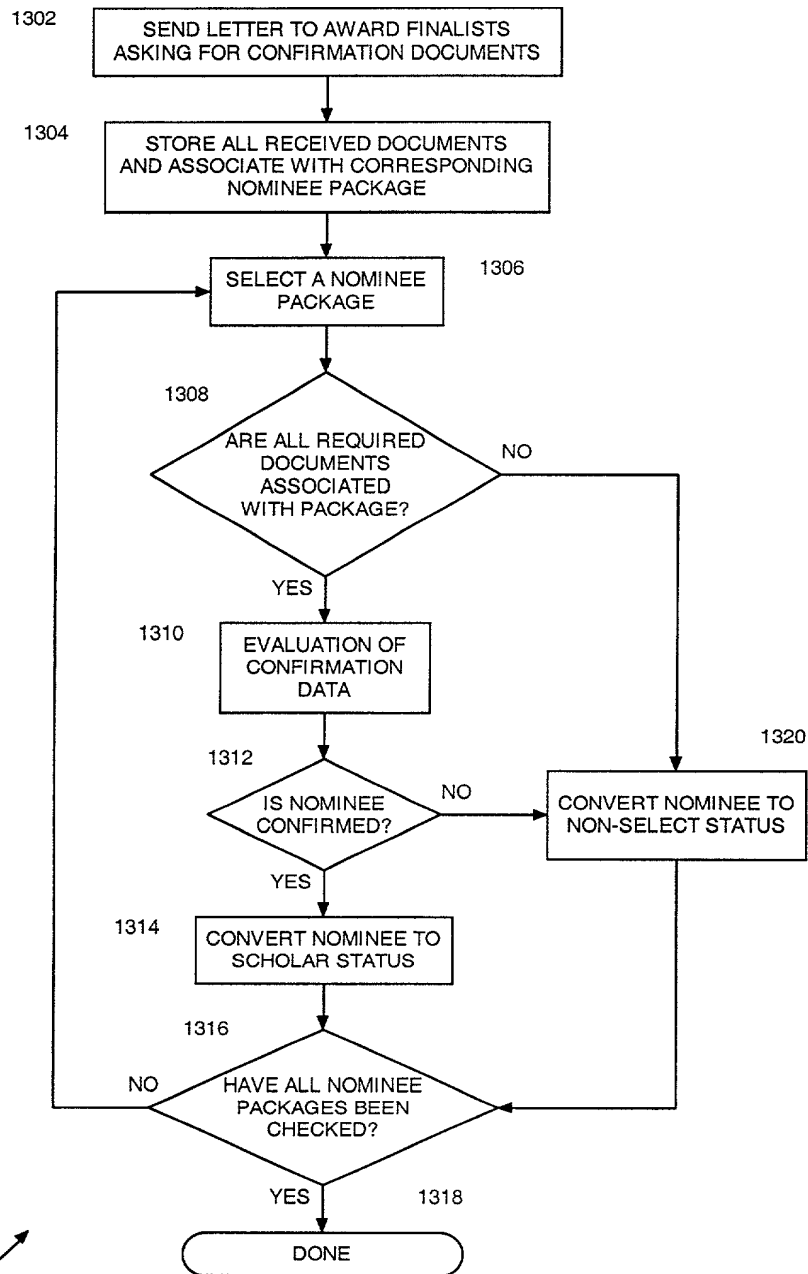 1302
SEND LETTER TO AWARD FINALISTS
ASKING FOR CONFIRMATION DOCUMENTS
1304
STORE ALL RECEIVED DOCUMENTS
AND ASSOCIATE WITH CORRESPONDING
NOMINEE PACKAGE
1306
SELECT A NOMINEE
PACKAGE
1308
ARE ALL REQUIRED
DOCUMENTS
ASSOCIATED
WITH PACKAGE?
NO
YES
1310
EVALUATION OF
CONFIRMATION
DATA
1312
IS NOMINEE
CONFIRMED?
NO
1320
CONVERT NOMINEE TO
NON-SELECT STATUS
YES
1314
CONVERT NOMINEE TO
SCHOLAR STATUS
1316
NO
HAVE ALL NOMINEE
PACKAGES BEEN
CHECKED?
YES
1318
DONE